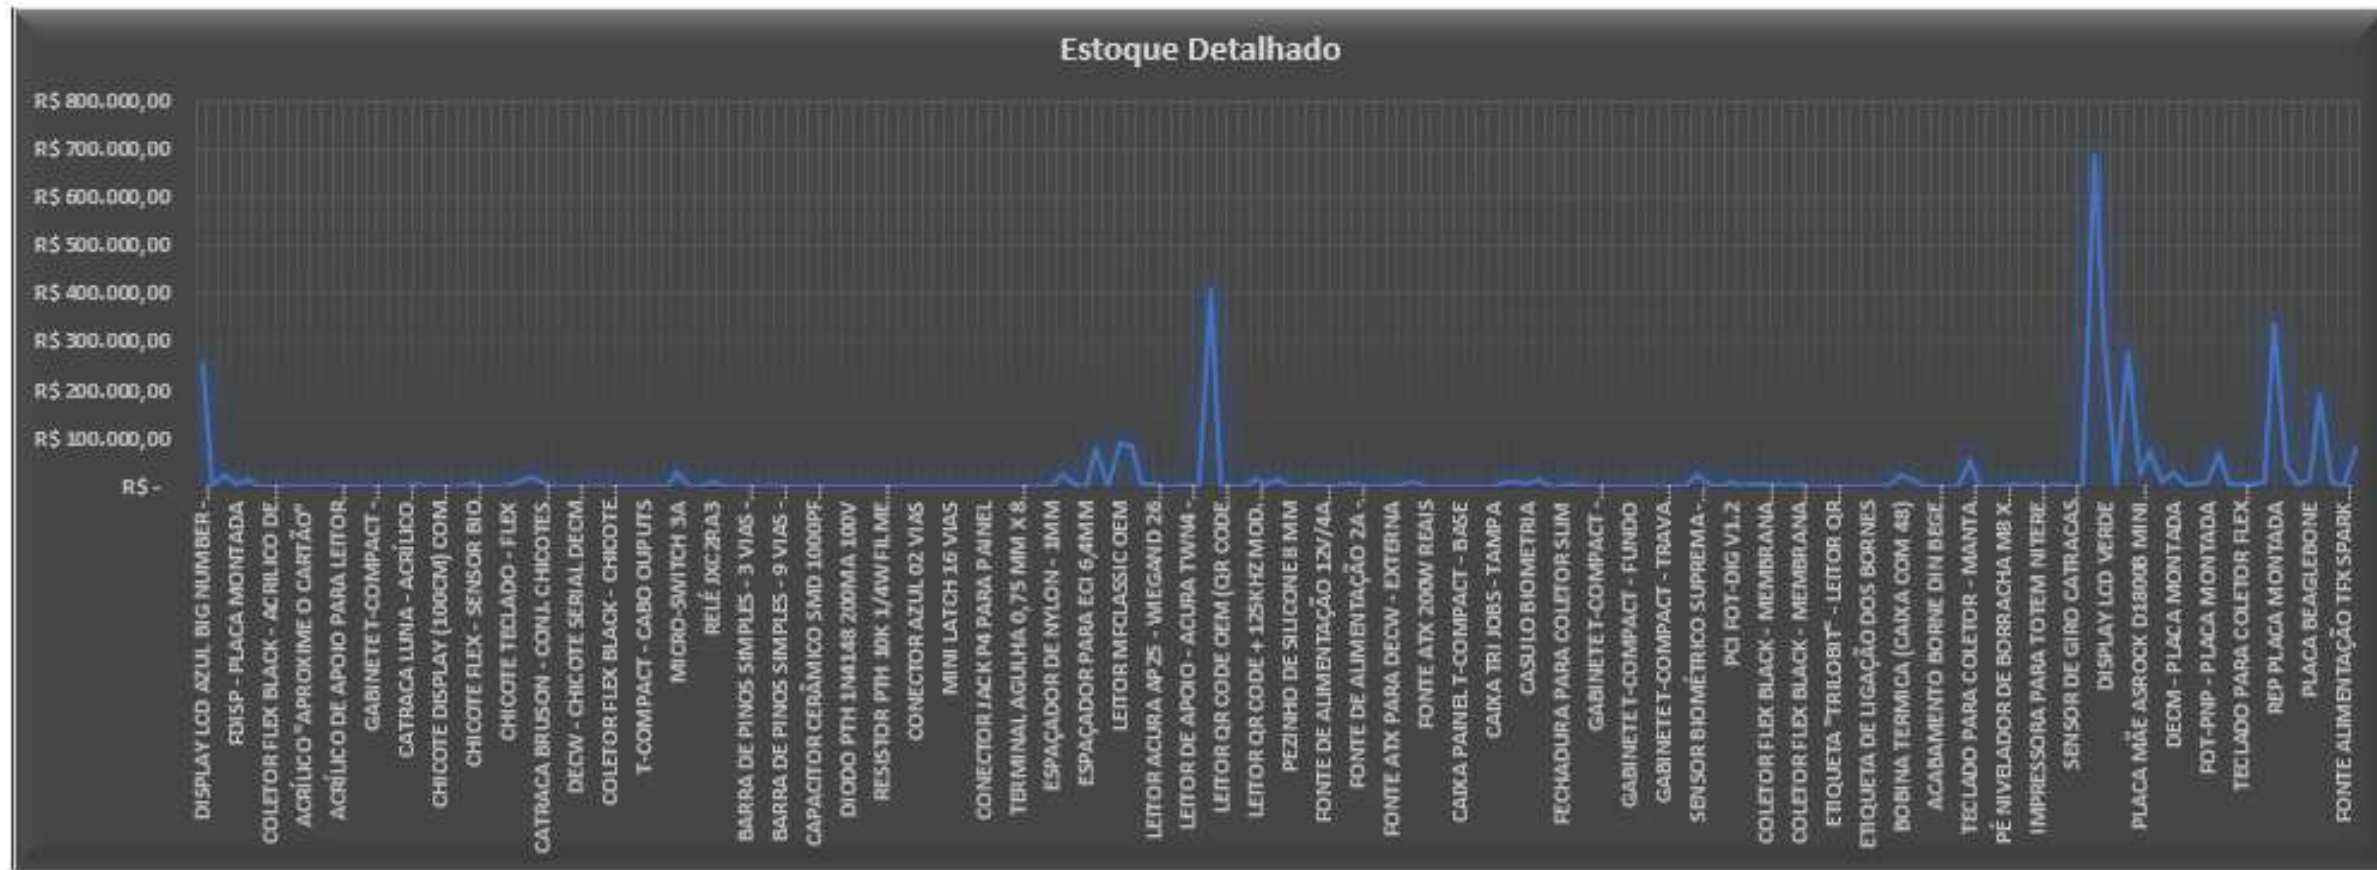 Estoque Detalhado
R$ 800.000,00
R$ 700.000,00
R$ 600.000,00
R$ 500.000,00
R$ 400.000,00
R$ 300.000,00
R$ 200.000,00
R$ 100.000,00
R$ -
DISPLAY LCD AZUL BIG NUMBER -
FDISP - PLACA MONTADA
COLETOR FLEX BLACK - ACRILICO DE
ACRÍLICO "APROXIME O CARTÃO"
ACRÍLICO DE APOIO PARA LEITOR
GABINETE T-COMPACT -
CATRACA LUNA - ACRÍLICO
CHICOTE DISPLAY (100CM) COM
CHICOTE FLEX - SENSOR BIO
CHICOTE TECLADO - FLEX
CATRACA BRUSON - CONJ. CHICOTES
DECW - CHICOTE SERIAL DECM
COLETOR FLEX BLACK - CHICOTE
T-COMPACT - CABO OUPUTS
MICRO-SWITCH 3A
RELÉ JXC2RA3
BARRA DE PINOS SIMPLES - 3 VIAS -
BARRA DE PINOS SIMPLES - 9 VIAS -
CAPACITOR CERÂMICO SMD 1000PF
DIODO PTH 1N4148 200MA 100V
RESISTOR PTH 10K 1/4W FILME
CONECTOR AZUL 02 VIAS
MINI LATCH 16 VIAS
CONECTOR JACK P4 PARA PAINEL
TERMINAL AGULHA 0,75 MM X 8
ESPAÇADOR DE NYLON - 1MM
ESPAÇADOR PARA ECI 6,4MM
LEITOR MFCLASSIC OEM
LEITOR ACURA AP25 - WIEGAND 26
LEITOR DE APOIO - ACURA TWN4 -
LEITOR QR CODE OEM (QR CODE
LEITOR QR CODE + 125KHZ MOD.
PEZINHO DE SILICONE 8 MM
FONTE DE ALIMENTAÇÃO 12V/4A
FONTE DE ALIMENTAÇÃO 2A -
FONTE ATX PARA DECW - EXTERNA
FONTE ATX 200W REAIS
CAIXA PAINEL T-COMPACT - BASE
CAIXA TRI JOBS - TAMPA
CASULO BIOMETRIA
FECHADURA PARA COLETOR SLIM
GABINETE T-COMPACT -
GABINETE T-COMPACT - FUNDO
GABINETE T-COMPACT - TRAVA
SENSOR BIOMÉTRICO SUPREMA -
PCI FOT-DIG V1.2
COLETOR FLEX BLACK - MEMBRANA
COLETOR FLEX BLACK - MEMBRANA
ETIQUETA "TRILOBIT" - LEITOR QR
ETIQUETA DE LIGAÇÃO DOS BORNES
BOBINA TERMICA (CAIXA COM 48)
ACABAMENTO BORNE DIN BEGE
TECLADO PARA COLETOR - MANTA
PÉ NIVELADOR DE BORRACHA M8 X
IMPRESSORA PARA TOTEM NITERE
SENSOR DE GIRO CATRACAS
DISPLAY LCD VERDE
PLACA MÃE ASROCK D1800B MINI
DECM - PLACA MONTADA
FOT-PNP - PLACA MONTADA
TECLADO PARA COLETOR FLEX
REP PLACA MONTADA
PLACA BEAGLEBONE
FONTE ALIMENTAÇÃO TFX SPARK